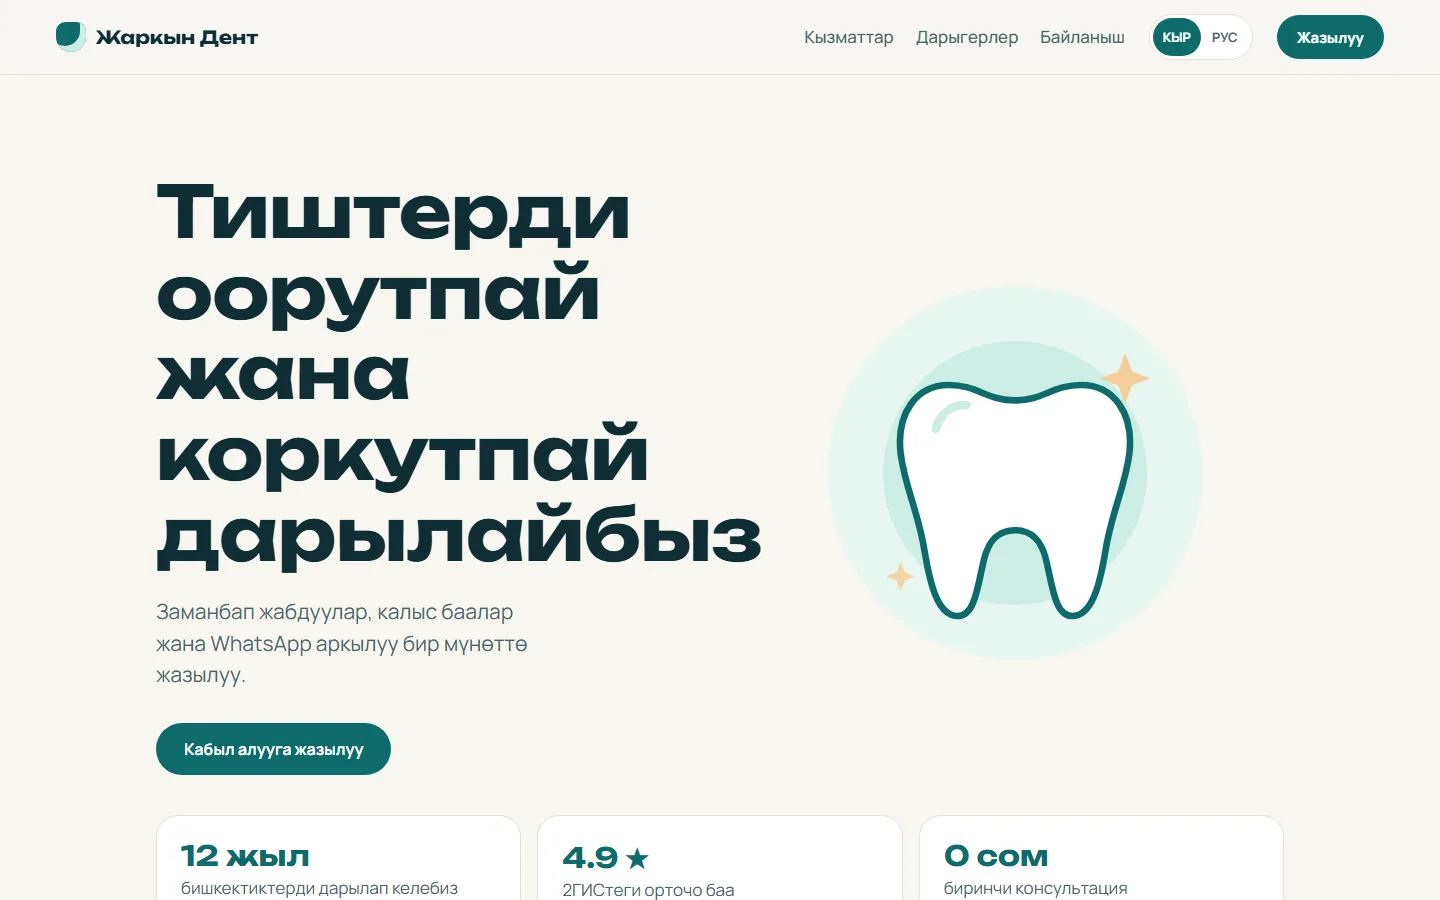 Жаркын Дент
Кызматтар
Дарыгерлер
Байланыш
КЫР
РУС
Жазылуу
Тиштерди
оорутпай
жана
коркутпай
дарылайбыз
Заманбап жабдуулар, калыс баалар
жана WhatsApp аркылуу бир мүнөттө
жазылуу.
Кабыл алууга жазылуу
12 жыл
бишкектиктерди дарылап келебиз
4.9 ★
2ГИСтеги орточо баа
0 сом
биринчи консультация